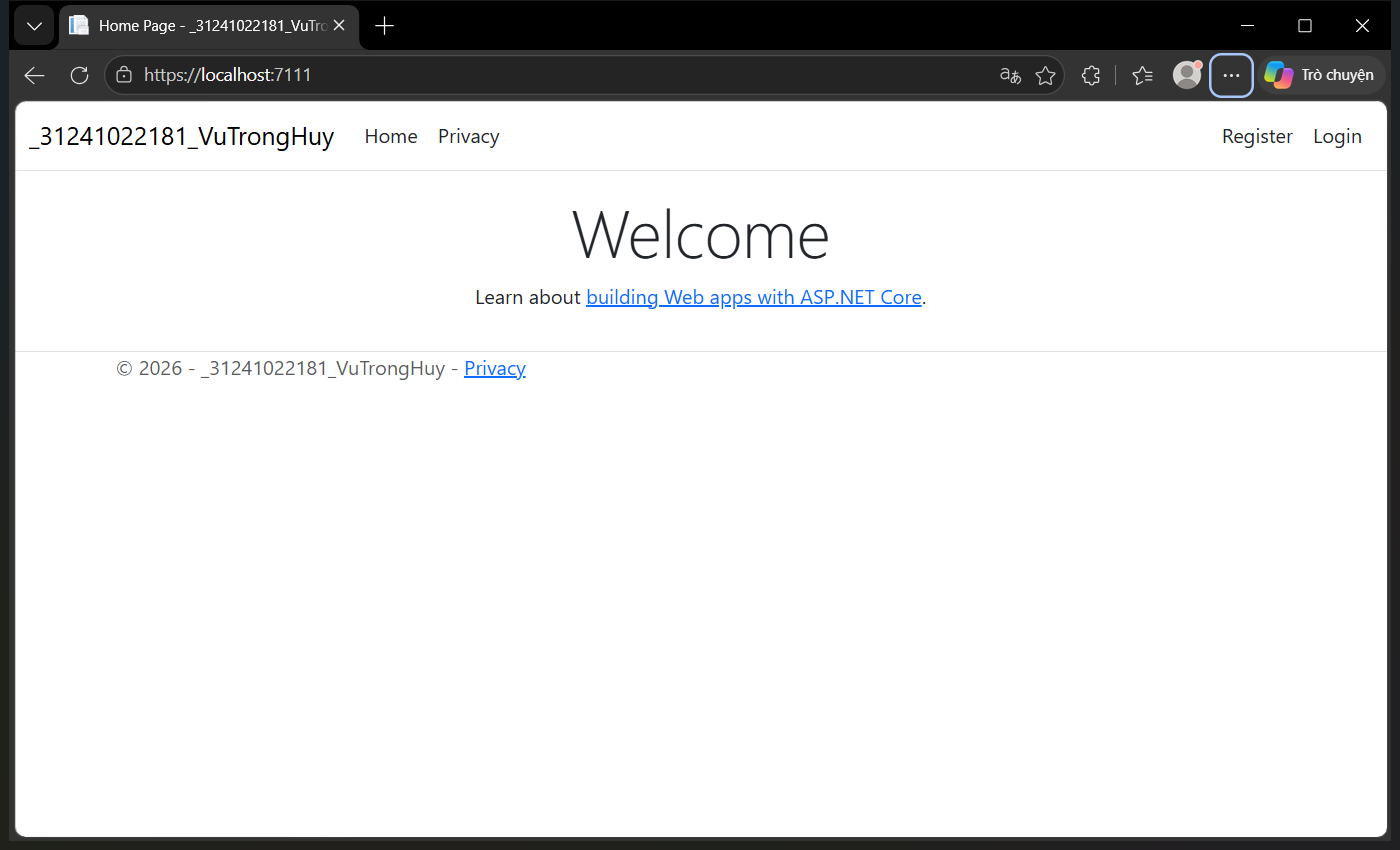 Home Page - _31241022181_VuTro
https://localhost:7111
Trò chuyện
_31241022181_VuTrongHuy Home Privacy Register Login
Welcome
Learn about building Web apps with ASP.NET Core.
© 2026 - _31241022181_VuTrongHuy - Privacy